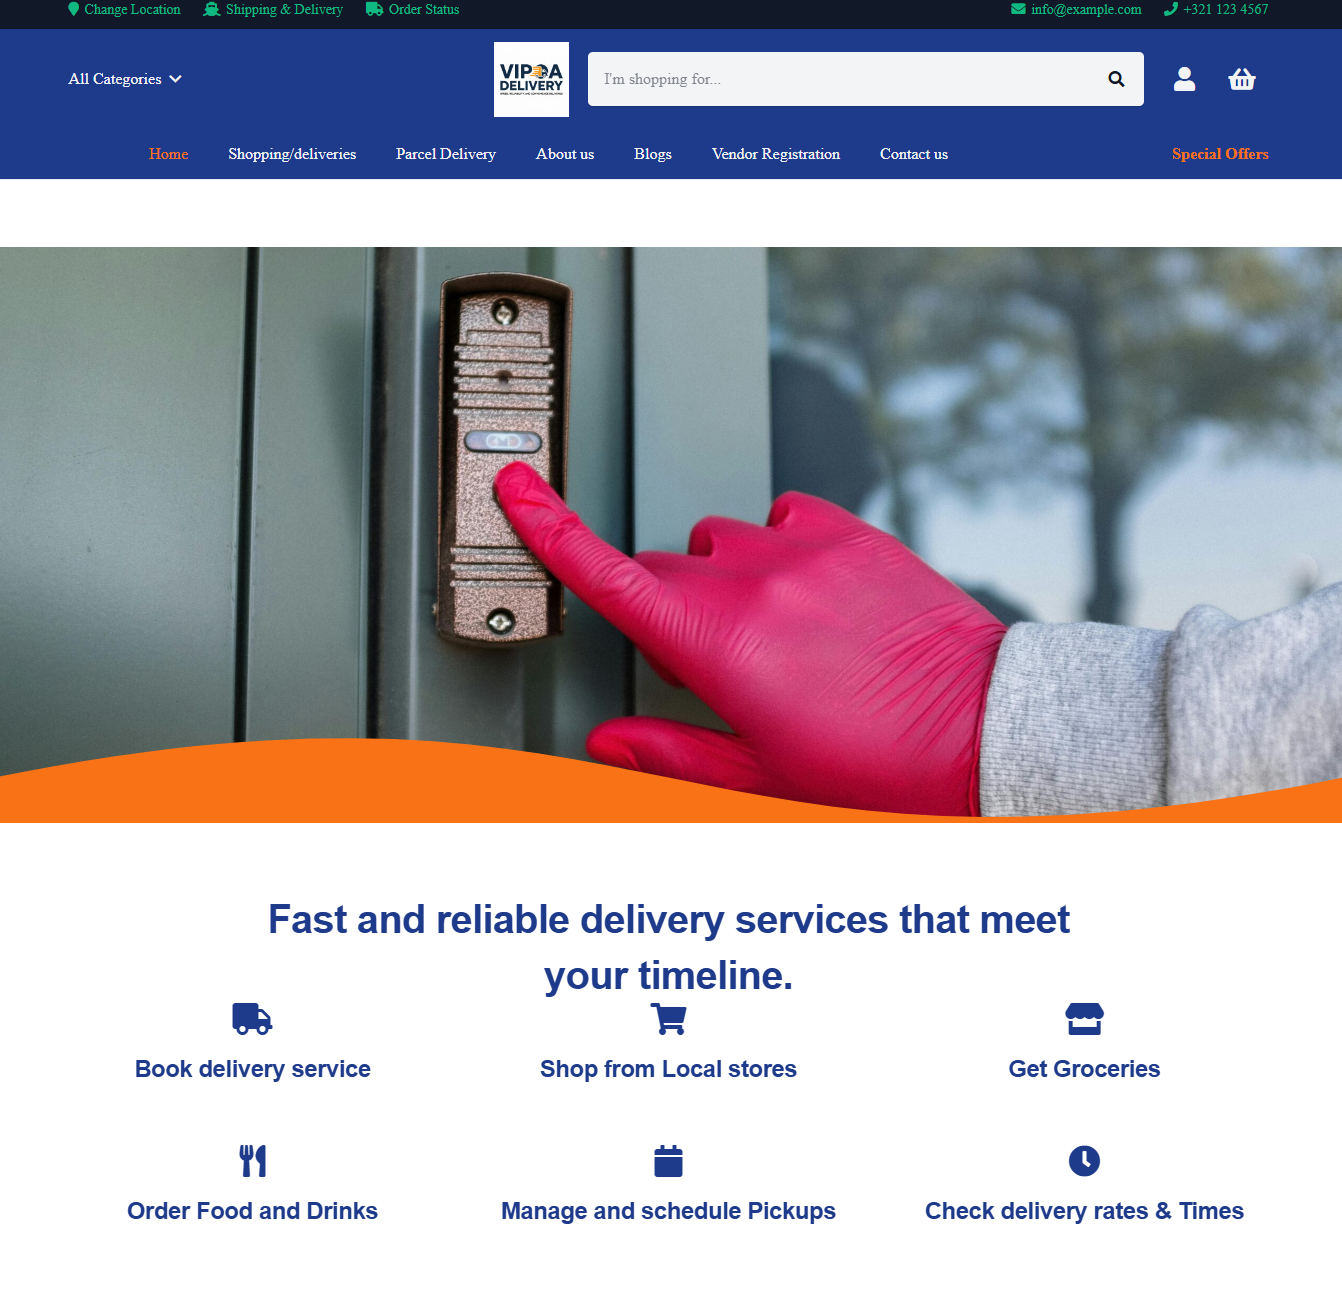 Change Location Shipping & Delivery Order Status info@example.com +321 123 4567
All Categories
VIPOA
DELIVERY
I'm shopping for...
Home Shopping/deliveries Parcel Delivery About us Blogs Vendor Registration Contact us Special Offers
Fast and reliable delivery services that meet
your timeline.
Book delivery service Shop from Local stores Get Groceries
Order Food and Drinks Manage and schedule Pickups Check delivery rates & Times